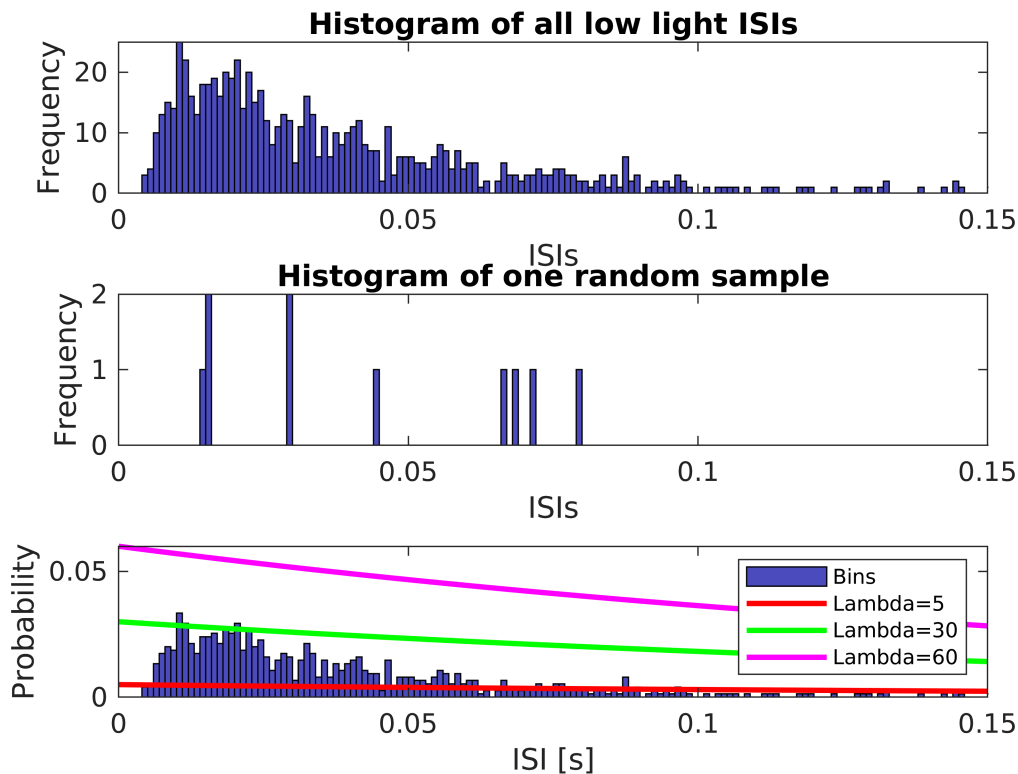 Histogram of all low light ISIs
Frequency
20
10
0
0 0.05 0.1 0.15
ISIs
Histogram of one random sample
Frequency
2
1
0
0 0.05 0.1 0.15
ISIs
Probability
0.05
0
Bins
Lambda=5
Lambda=30
Lambda=60
0 0.05 0.1 0.15
ISI [s]